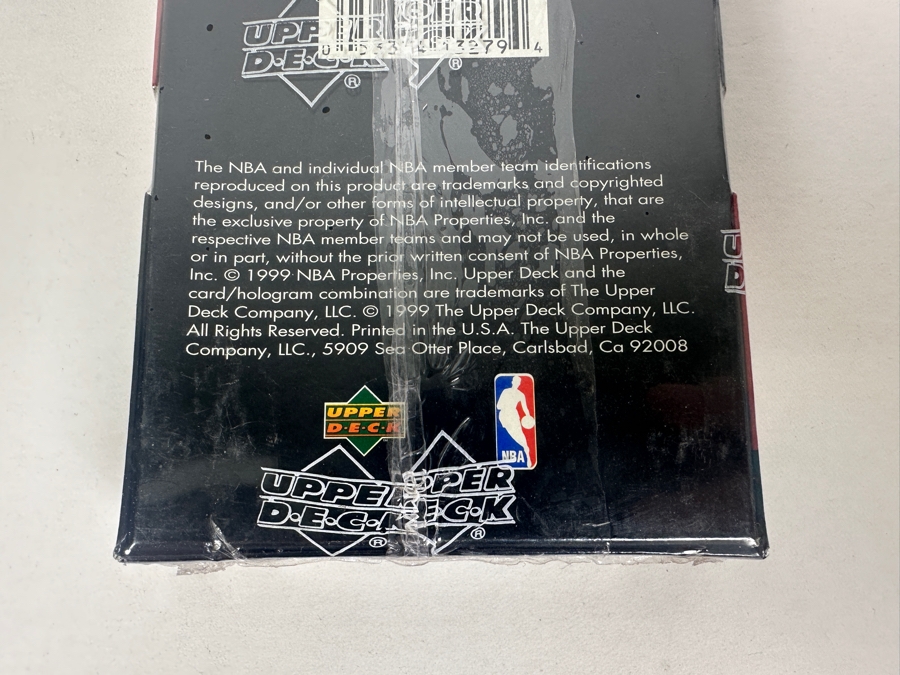 UPPER
D·E·C·K
®
®
4
The NBA and individual NBA member team identifications
reproduced on this product are trademarks and copyrighted
designs, and/or other forms of intellectual property, that are
the exclusive property of NBA Properties, Inc. and the
respective NBA member teams and may not be used, in whole
or in part, without the prior written consent of NBA Properties,
Inc. © 1999 NBA Properties, Inc. Upper Deck and the
card/hologram combination are trademarks of The Upper
Deck Company, LLC. © 1999 The Upper Deck Company, LLC.
All Rights Reserved. Printed in the U.S.A. The Upper Deck
Company, LLC., 5909 Sea Otter Place, Carlsbad, Ca 92008
UPPER
D·E·C·K
NBA
UPPER UPPER
D·E·C·K D·E·C·K
®
®